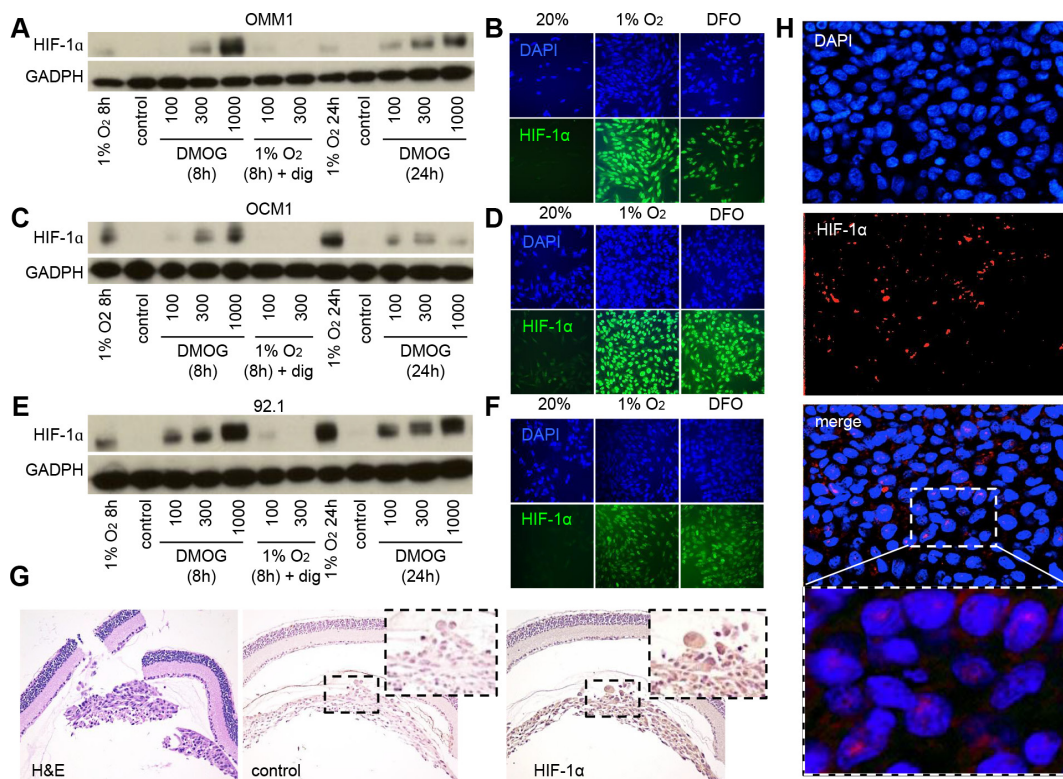 A
OMM1
HIF-1α
GADPH
1% O2 8h
control
100
300
1000
1% O2 24h
control
100
300
1000
DMOG
(8h)
1% O2
(8h) + dig
DMOG
(24h)
B
20%
1% O2
DFO
DAPI
HIF-1α
C
OCM1
HIF-1α
GADPH
1% O2 8h
control
100
300
1000
1% O2 24h
control
100
300
1000
DMOG
(8h)
1% O2
(8h) + dig
DMOG
(24h)
D
20%
1% O2
DFO
DAPI
HIF-1α
E
92.1
HIF-1α
GADPH
1% O2 8h
control
100
300
1000
100
300
1% O2 24h
control
100
300
1000
DMOG
(8h)
1% O2
(8h) + dig
DMOG
(24h)
F
20%
1% O2
DFO
DAPI
HIF-1α
G
H&E
control
HIF-1α
H
DAPI
HIF-1α
merge